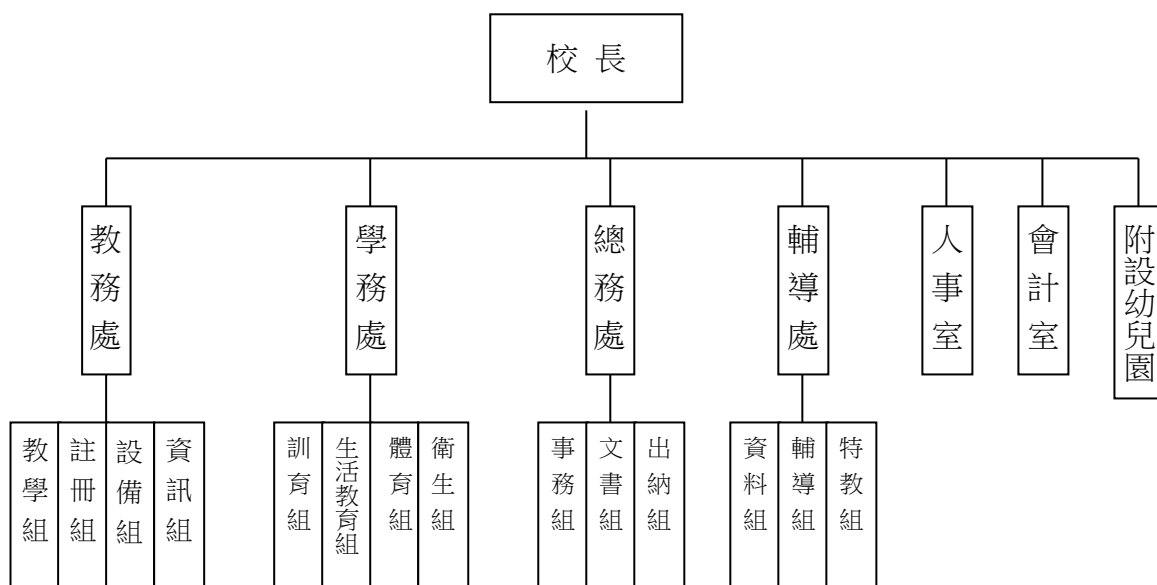 校長
教務處
學務處
總務處
輔導處
人事室
會計室
附設幼兒園
教學組
註冊組
設備組
資訊組
訓育組
生活教育組
體育組
衛生組
事務組
文書組
出納組
資料組
輔導組
特教組